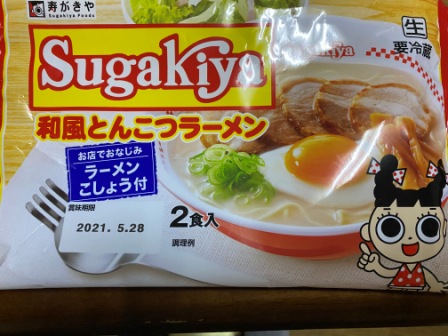 寿がきや
Sugakiya Foods
生
要冷蔵
Sugakiya
和風とんこつラーメン
お店でおなじみ
ラーメン
こしょう付
賞味期限
2021. 5.28
2食入
調理例